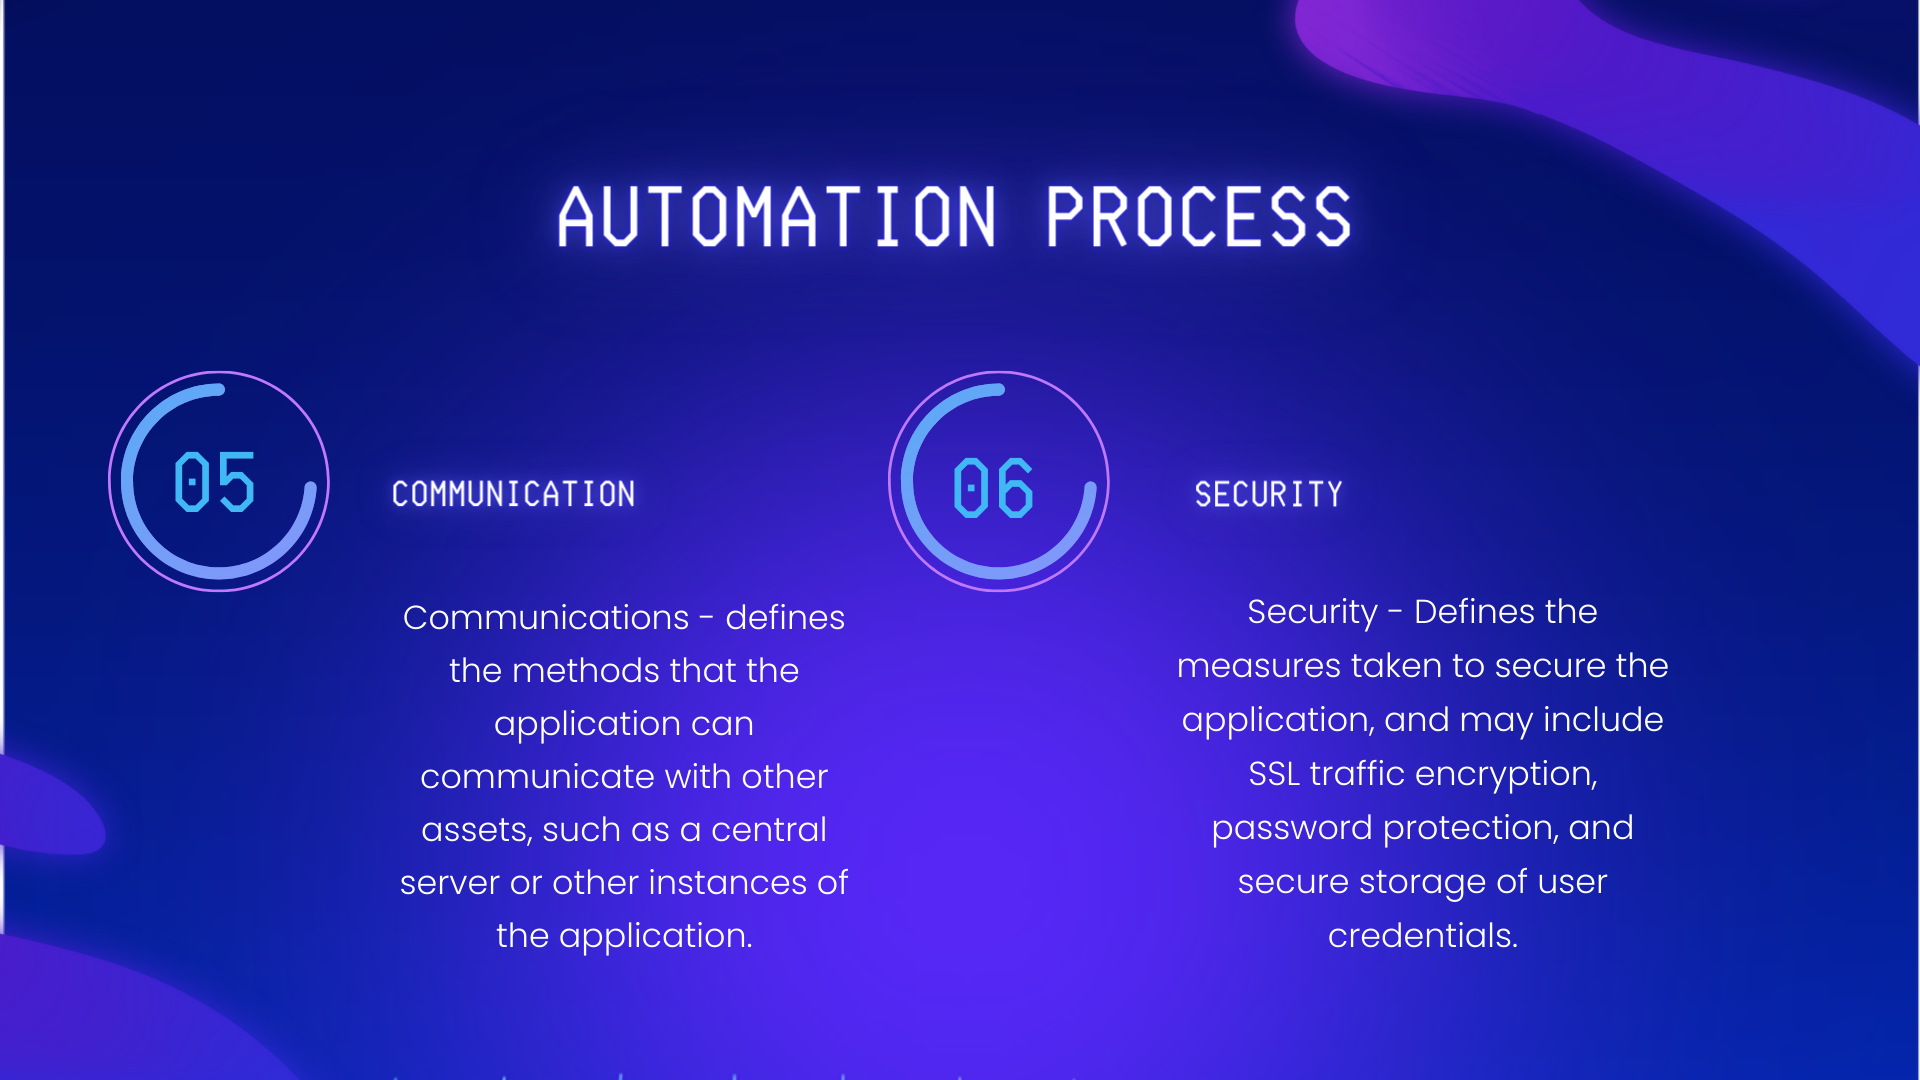 AUTOMATION PROCESS
05
COMMUNICATION
Communications - defines
the methods that the
application can
communicate with other
assets, such as a central
server or other instances of
the application.
06
SECURITY
Security - Defines the
measures taken to secure the
application, and may include
SSL traffic encryption,
password protection, and
secure storage of user
credentials.